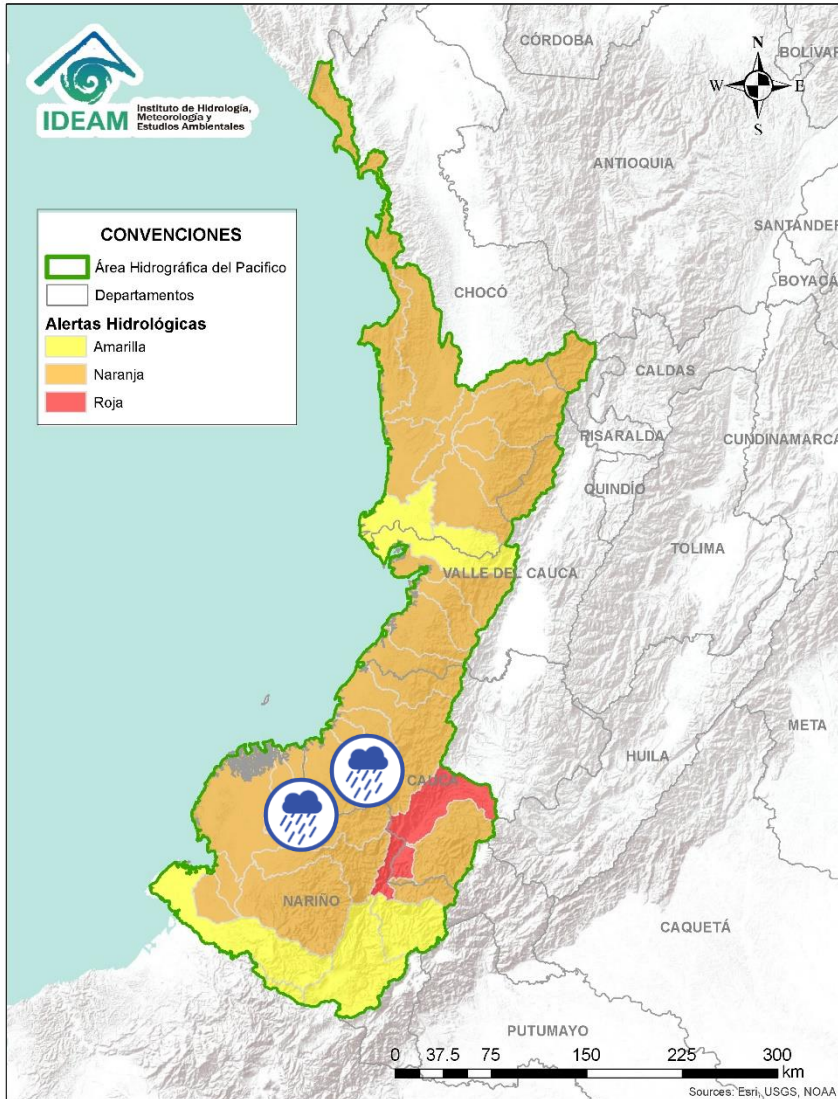 IDEAM
Instituto de Hidrología,
Meteorología y
Estudios Ambientales
N
W
E
S
CÓRDOBA
BOLÍVAR
ANTIOQUIA
SANTANDER
BOYACÁ
CHOCÓ
CALDAS
RISARALDA
CUNDINAMARCA
QUINDÍO
TOLIMA
VALLE DEL CAUCA
META
HUILA
CAUCA
NARIÑO
CAQUETÁ
PUTUMAYO
CONVENCIONES
Área Hidrográfica del Pacifico
Departamentos
Alertas Hidrológicas
Amarilla
Naranja
Roja
0 37.5 75 150 225 300
km
Sources: Esri, USGS, NOAA